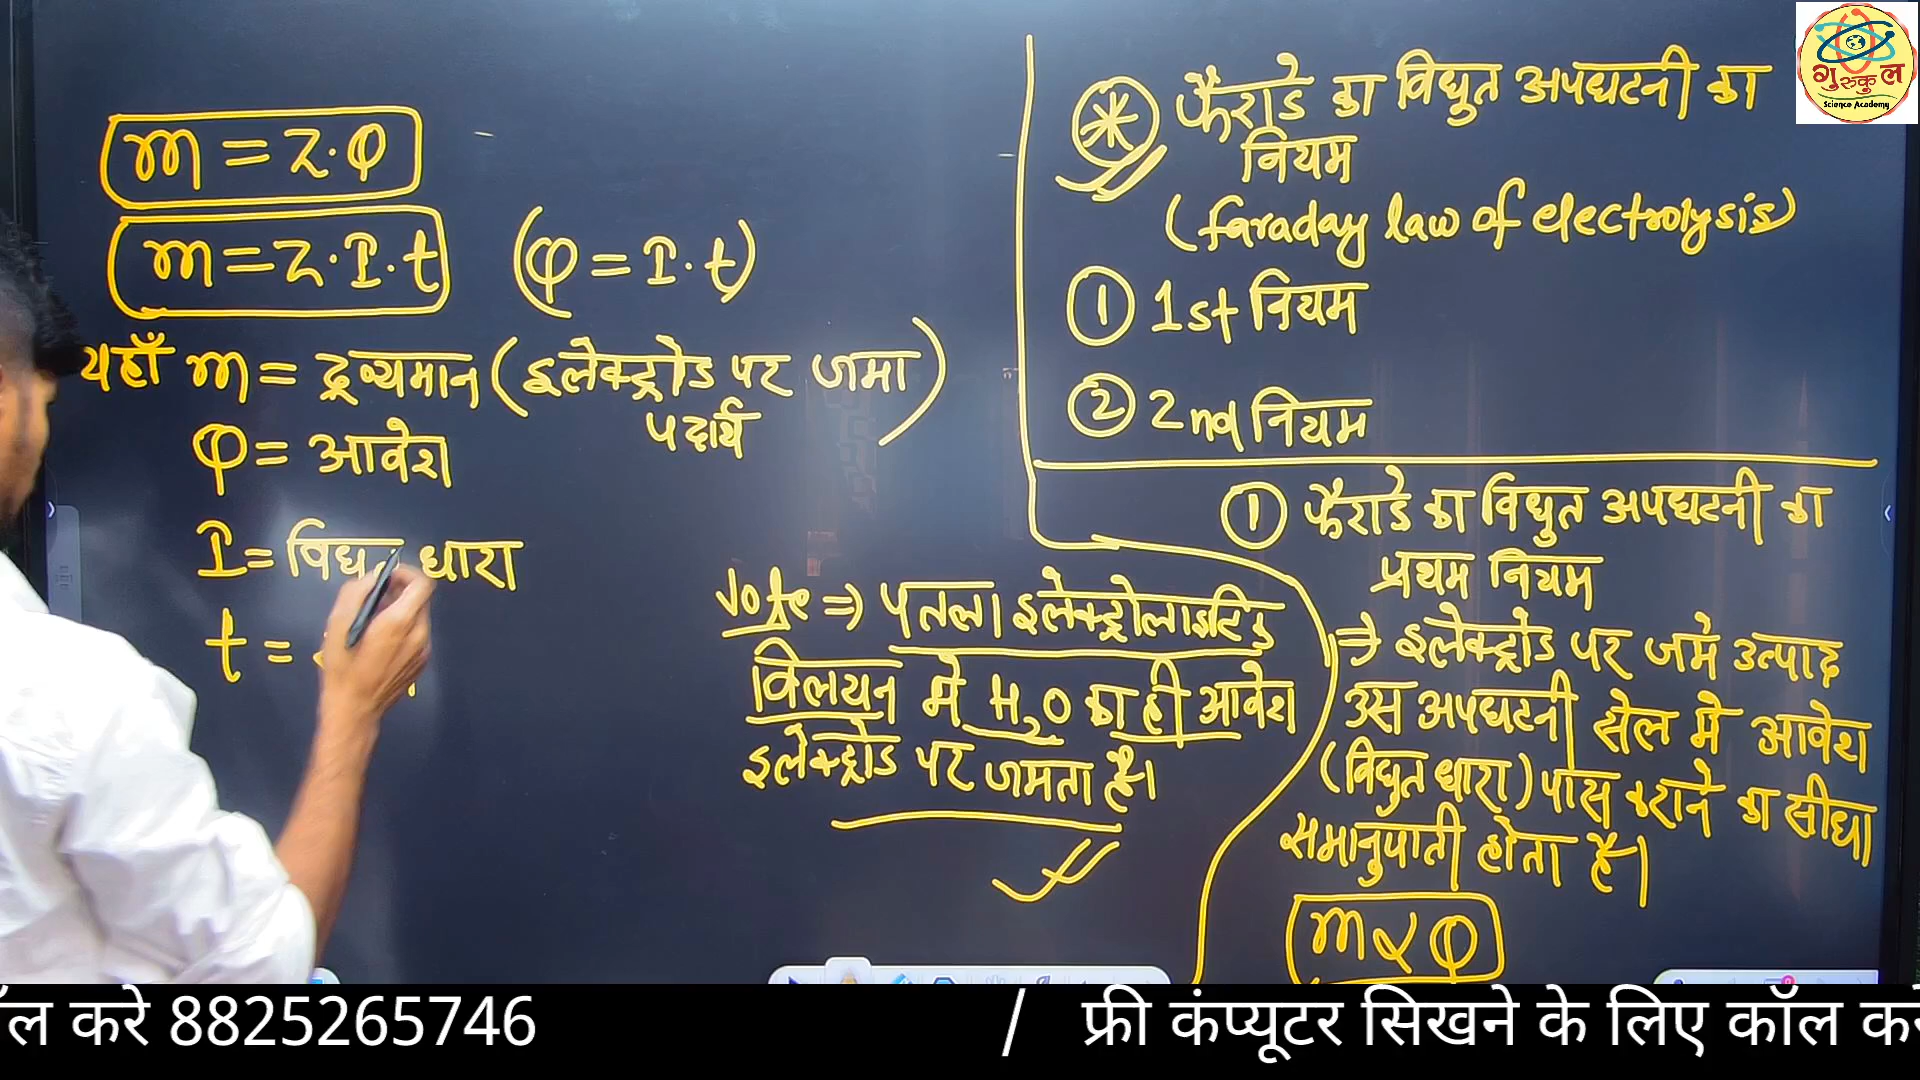 m = Z·φ
m = Z·I·t (φ = I·t)
यहाँ m = द्रव्यमान (इलेक्ट्रोड पर जमा
पदार्थ)
φ = आवेश
I = विद्युत धारा
t =
Note ⇒ पतला इलेक्ट्रोलाइटिड
विलयन मे H₂O का ही आवेश
इलेक्ट्रोड पर जमता है।
फैराडे का विद्युत अपघटनी का
नियम
(faraday law of electrolysis)
① 1st नियम
② 2nd नियम
① फैराडे का विद्युत अपघटनी का
प्रथम नियम
⇒ इलेक्ट्रोड पर जमे उत्पाद
उस अपघटनी सेल मे आवेश
(विद्युत धारा) पास कराने का सीधा
समानुपाती होता है।
m ∝ φ
गुरुकुल
Science Academy
ॉल करे 8825265746 / फ्री कंप्यूटर सिखने के लिए कॉल करे